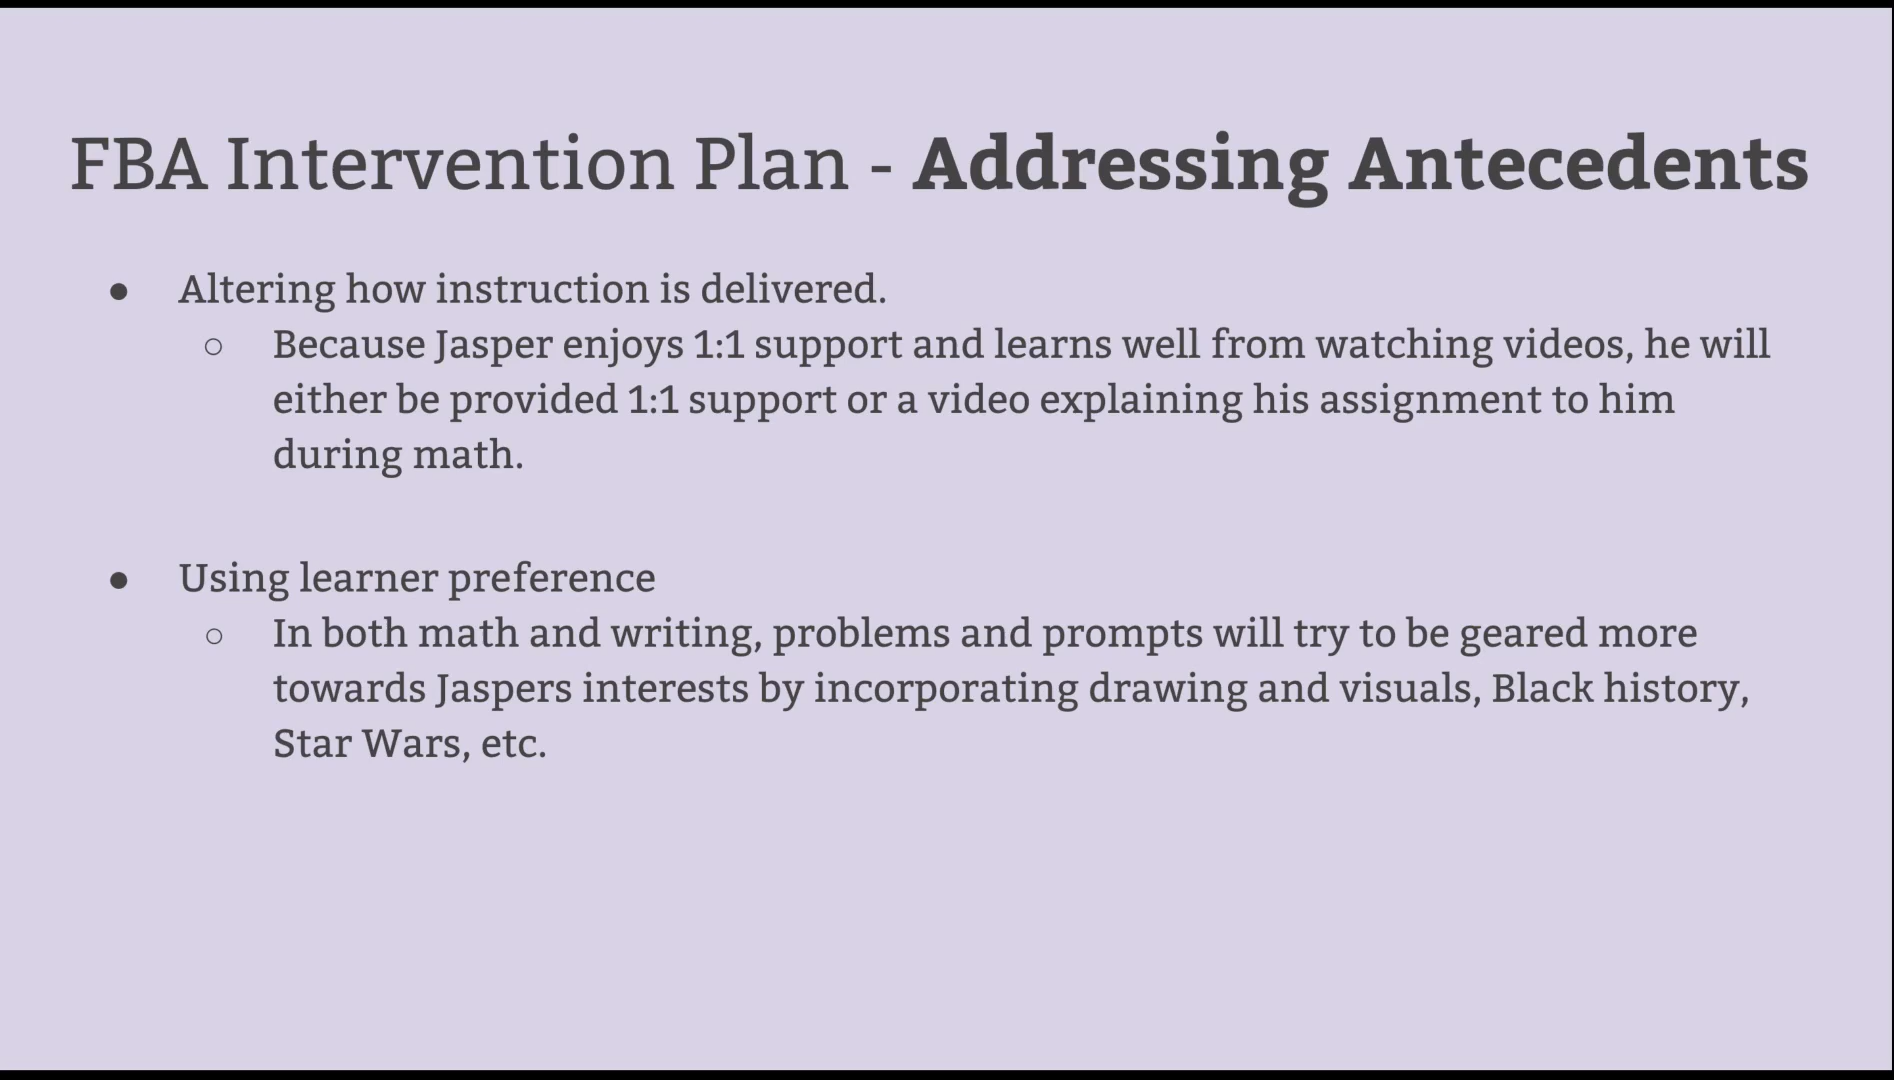 FBA Intervention Plan - Addressing Antecedents
● Altering how instruction is delivered.
○ Because Jasper enjoys 1:1 support and learns well from watching videos, he will
either be provided 1:1 support or a video explaining his assignment to him
during math.
● Using learner preference
○ In both math and writing, problems and prompts will try to be geared more
towards Jaspers interests by incorporating drawing and visuals, Black history,
Star Wars, etc.